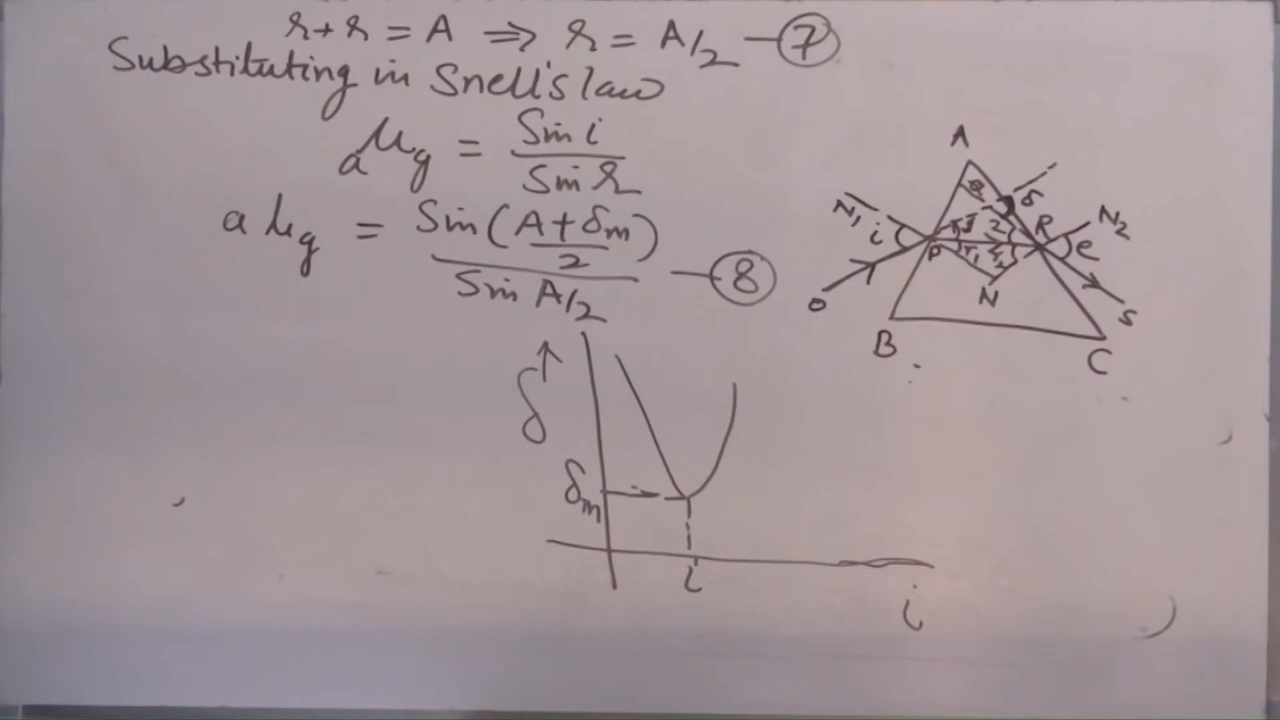 r + r = A ⇒ r = A/2 — ⑦
Substituting in Snell's law
aμg = Sin i / Sin r
aμg = Sin (A + δm / 2) / Sin A/2 — ⑧
A
δ
N₁
i
P
r₁
r₂
R
N₂
e
O
N
S
B
C
δ ↑
δm
i
i